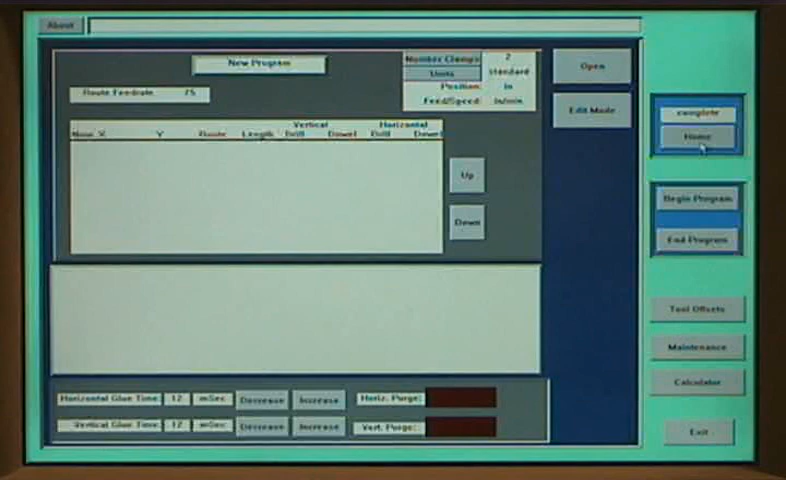 About
New Program
Number Clamps 2
Units Standard
Position: in
Feed/Speed: in/min
Route Feedrate 75
Open
Edit Mode
complete
Home
Vertical Horizontal
Num X Y Route Length Drill Dowel Drill Dowel
Up
Down
Begin Program
End Program
Tool Offsets
Maintenance
Calculator
Exit
Horizontal Glue Time: 12 mSec Decrease Increase Horiz. Purge:
Vertical Glue Time: 12 mSec Decrease Increase Vert. Purge: